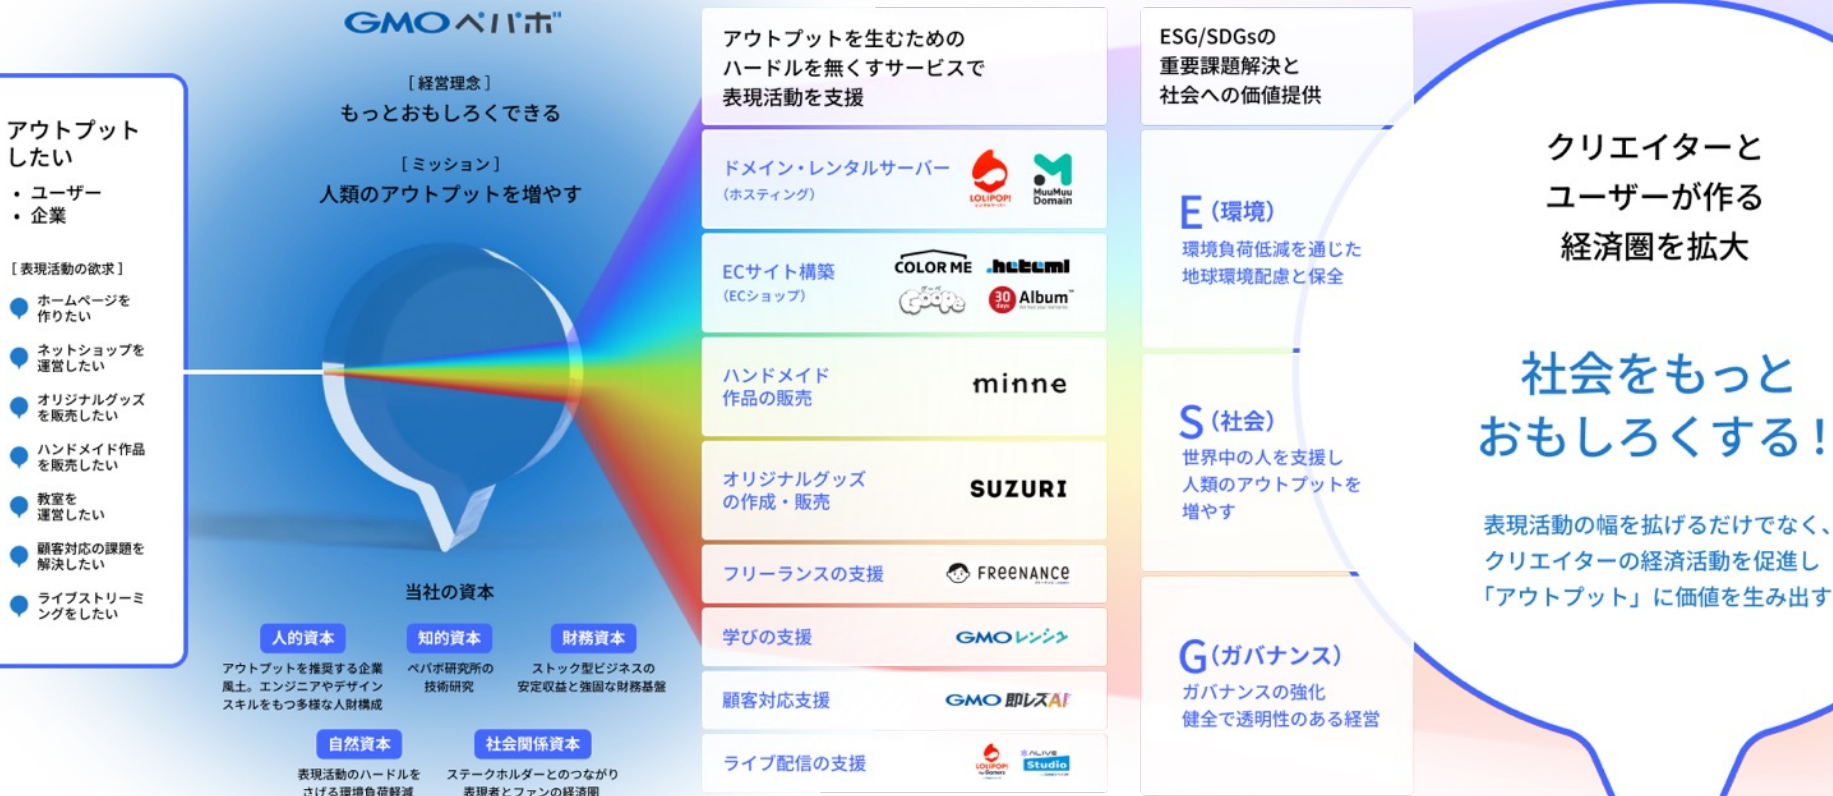 アウトプット
したい
・ ユーザー
・ 企業
[ 表現活動の欲求 ]
ホームページを
作りたい
ネットショップを
運営したい
オリジナルグッズ
を販売したい
ハンドメイド作品
を販売したい
教室を
運営したい
顧客対応の課題を
解決したい
ライブストリーミ
ングをしたい
GMOペパボ
[ 経営理念 ]
もっとおもしろくできる
[ ミッション ]
人類のアウトプットを増やす
当社の資本
人的資本
アウトプットを推奨する企業
風土。エンジニアやデザイン
スキルをもつ多様な人財構成
知的資本
ペパボ研究所の
技術研究
財務資本
ストック型ビジネスの
安定収益と強固な財務基盤
自然資本
表現活動のハードルを
さげる環境負荷軽減
社会関係資本
ステークホルダーとのつながり
表現者とファンの経済圏
アウトプットを生むための
ハードルを無くすサービスで
表現活動を支援
ドメイン・レンタルサーバー
(ホスティング)
LOLIPOP!
MuuMuu
Domain
ECサイト構築
(ECショップ)
COLOR ME
.heteml
グーペ
Goope
30
days
Album
ハンドメイド
作品の販売
minne
オリジナルグッズ
の作成・販売
SUZURI
フリーランスの支援
FREENANCE
学びの支援
GMOレンシュ
顧客対応支援
GMO 即レスAI
ライブ配信の支援
LOLIPOP!
for Gamers
ALIVE
Studio
ESG/SDGsの
重要課題解決と
社会への価値提供
E(環境)
環境負荷低減を通じた
地球環境配慮と保全
S(社会)
世界中の人を支援し
人類のアウトプットを
増やす
G(ガバナンス)
ガバナンスの強化
健全で透明性のある経営
クリエイターと
ユーザーが作る
経済圏を拡大
社会をもっと
おもしろくする!
表現活動の幅を拡げるだけでなく、
クリエイターの経済活動を促進し
「アウトプット」に価値を生み出す